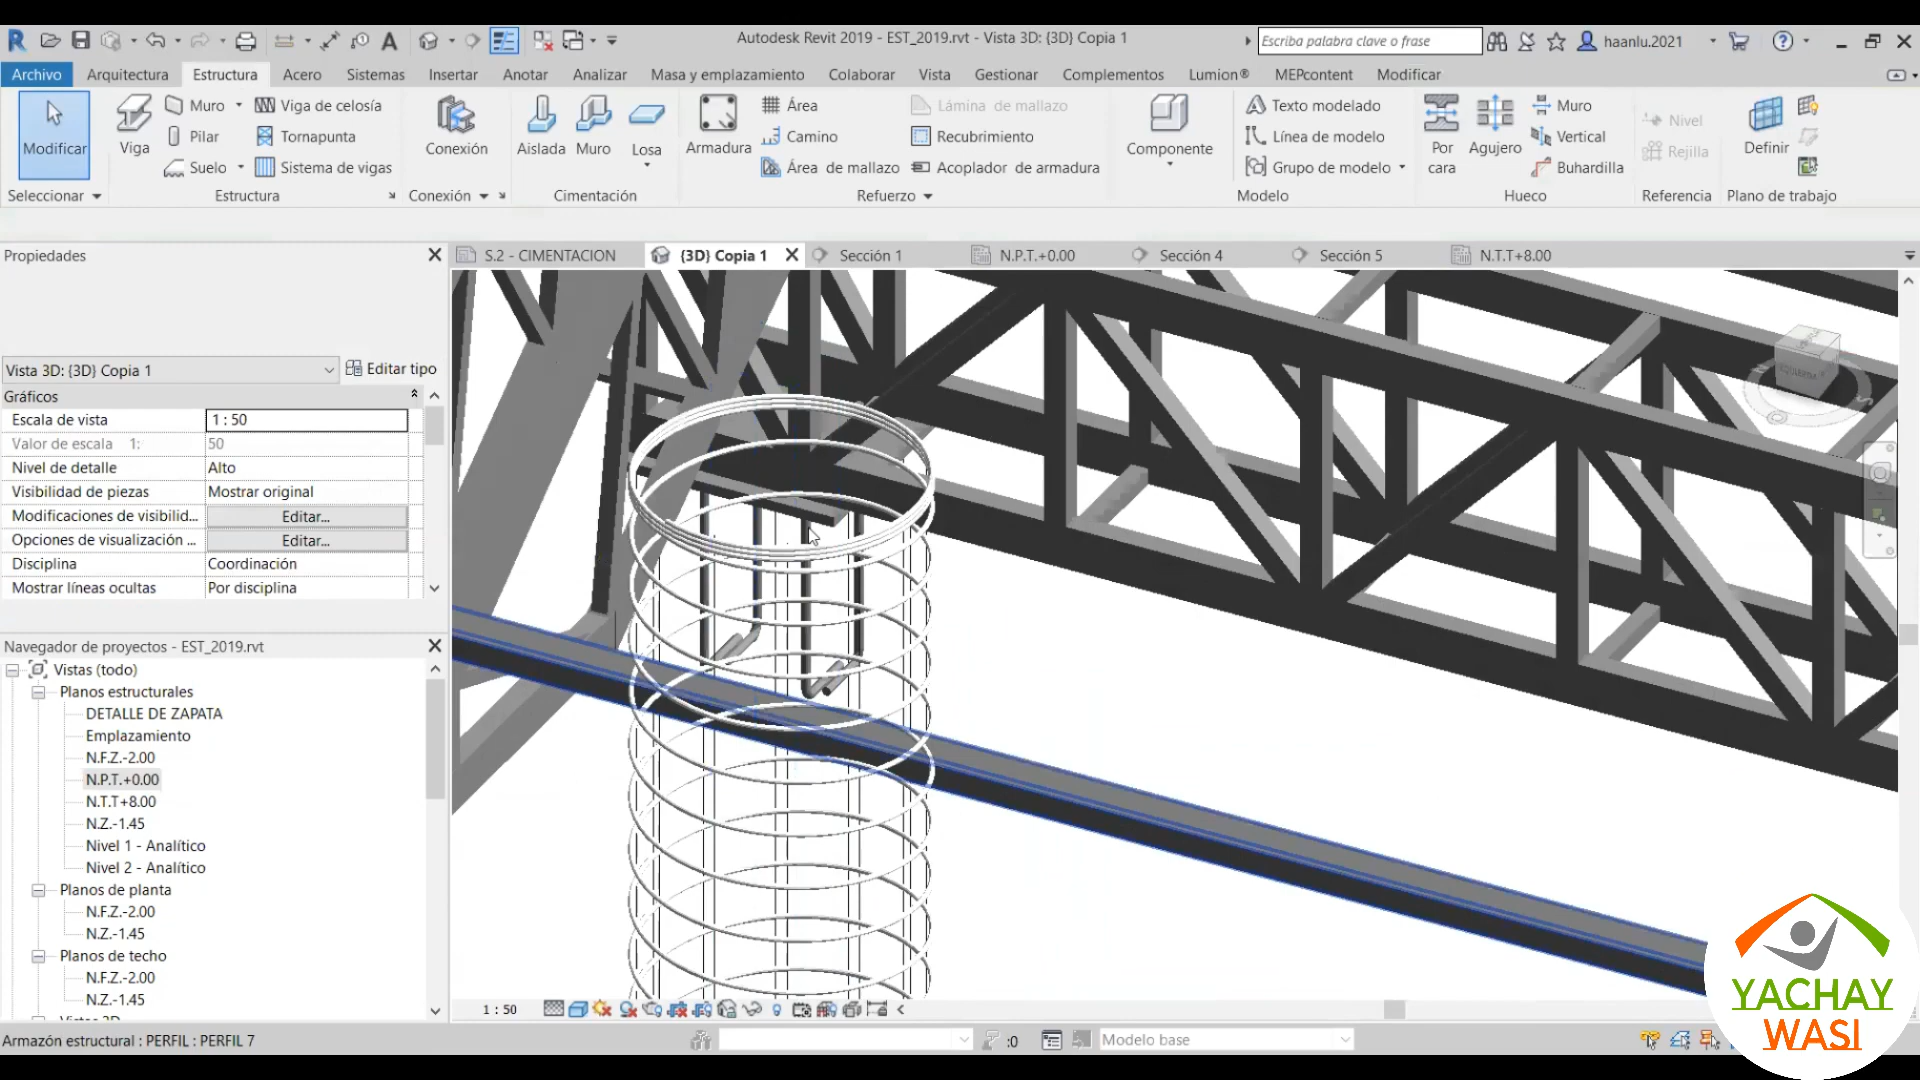 Autodesk Revit 2019 - EST_2019.rvt - Vista 3D: {3D} Copia 1
Escriba palabra clave o frase
haanlu.2021
Archivo Arquitectura Estructura Acero Sistemas Insertar Anotar Analizar Masa y emplazamiento Colaborar Vista Gestionar Complementos Lumion® MEPcontent Modificar
Modificar
Viga
Muro
Pilar
Suelo
Viga de celosía
Tornapunta
Sistema de vigas
Conexión
Aislada
Muro
Losa
Armadura
Área
Camino
Área de mallazo
Lámina de mallazo
Recubrimiento
Acoplador de armadura
Componente
Texto modelado
Línea de modelo
Grupo de modelo
Por
cara
Agujero
Muro
Vertical
Buhardilla
Nivel
Rejilla
Definir
Seleccionar Estructura Conexión Cimentación Refuerzo Modelo Hueco Referencia Plano de trabajo
Propiedades
S.2 - CIMENTACION {3D} Copia 1 Sección 1 N.P.T.+0.00 Sección 4 Sección 5 N.T.T+8.00
Vista 3D: {3D} Copia 1 Editar tipo
Gráficos
Escala de vista 1 : 50
Valor de escala 1: 50
Nivel de detalle Alto
Visibilidad de piezas Mostrar original
Modificaciones de visibilid... Editar...
Opciones de visualización ... Editar...
Disciplina Coordinación
Mostrar líneas ocultas Por disciplina
Navegador de proyectos - EST_2019.rvt
Vistas (todo)
Planos estructurales
DETALLE DE ZAPATA
Emplazamiento
N.F.Z.-2.00
N.P.T.+0.00
N.T.T+8.00
N.Z.-1.45
Nivel 1 - Analítico
Nivel 2 - Analítico
Planos de planta
N.F.Z.-2.00
N.Z.-1.45
Planos de techo
N.F.Z.-2.00
N.Z.-1.45
1 : 50
Armazón estructural : PERFIL : PERFIL 7
:0
Modelo base
YACHAY
WASI